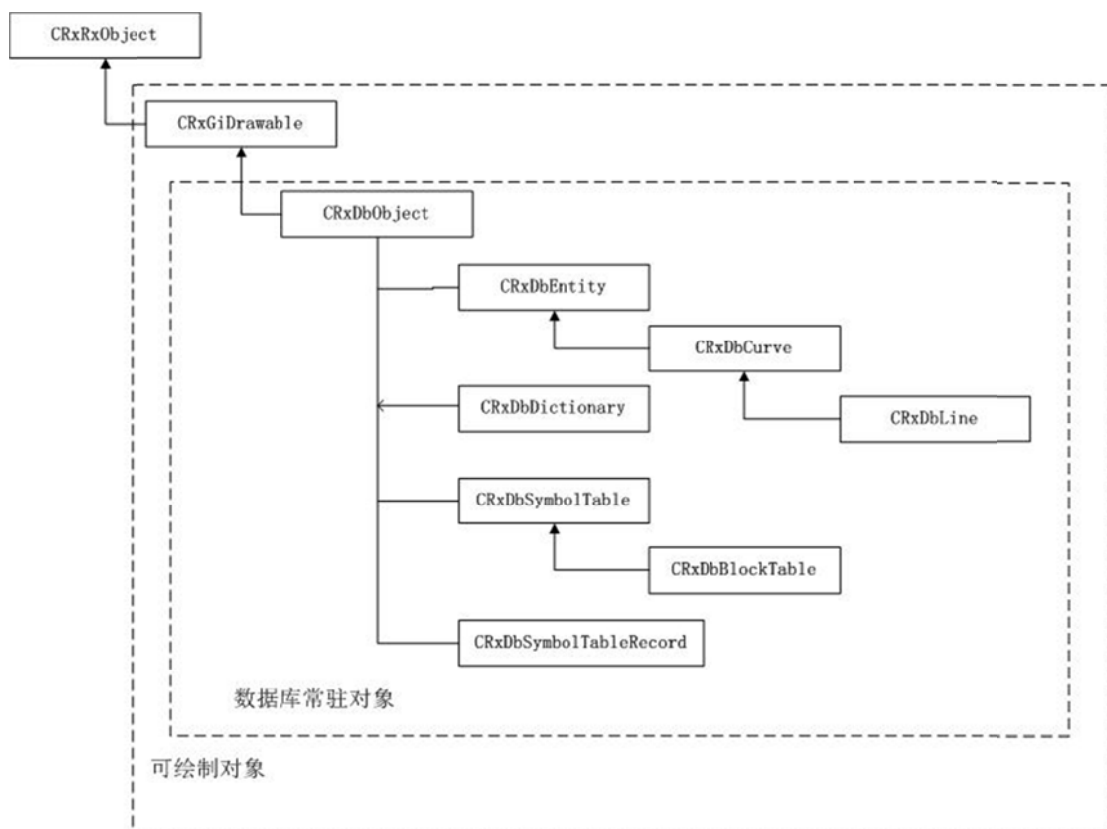 CRxRxObject
CRxGiDrawable
CRxDbObject
CRxDbEntity
CRxDbCurve
CRxDbDictionary
CRxDbLine
CRxDbSymbolTable
CRxDbBlockTable
CRxDbSymbolTableRecord
数据库常驻对象
可绘制对象